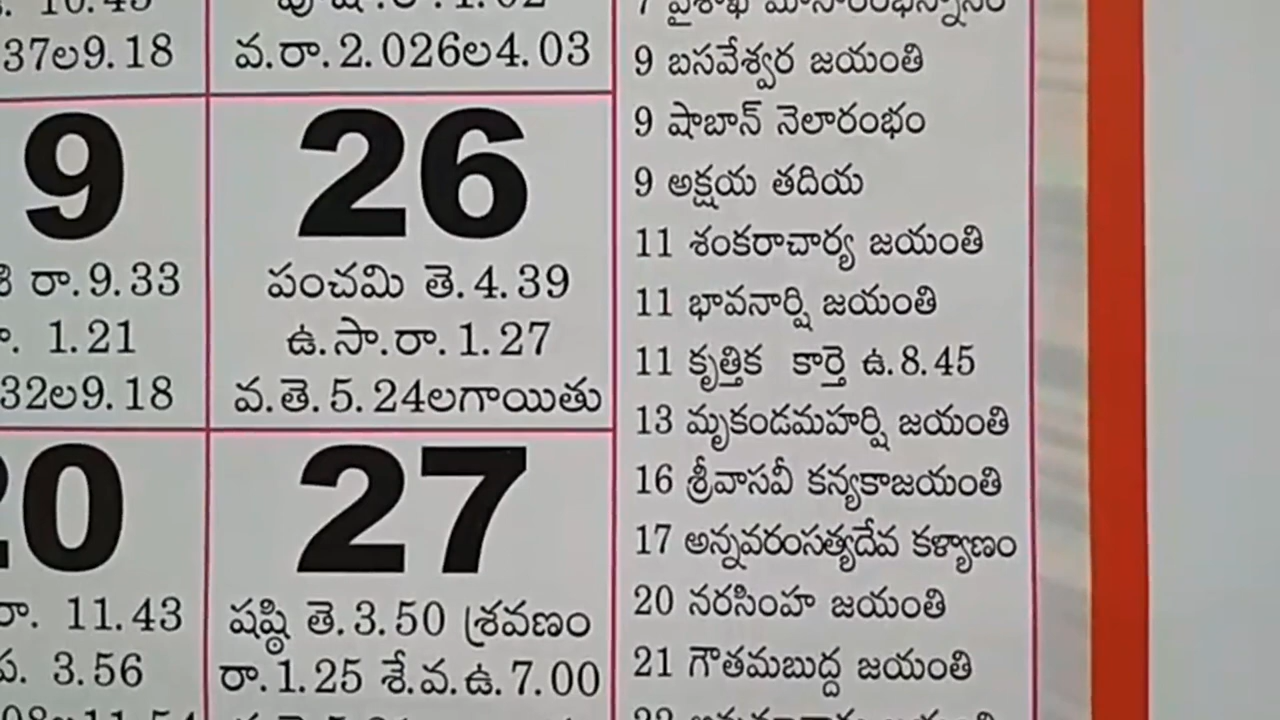 37ల9.18
వ.రా.2.026ల4.03
9
26
రా.9.33
పంచమి తె.4.39
1.21
ఉ.సా.రా.1.27
32ల9.18
వ.తె.5.24లగాయితు
20
27
రా. 11.43
షష్ఠి తె.3.50 శ్రవణం
3.56
రా.1.25 శే.వ.ఉ.7.00
7 వైశాఖ మాసారంభస్నానం
9 బసవేశ్వర జయంతి
9 షాబాన్ నెలారంభం
9 అక్షయ తదియ
11 శంకరాచార్య జయంతి
11 భావనార్షి జయంతి
11 కృత్తిక కార్తె ఉ.8.45
13 మృకండమహర్షి జయంతి
16 శ్రీవాసవీ కన్యకాజయంతి
17 అన్నవరంసత్యదేవ కళ్యాణం
20 నరసింహ జయంతి
21 గౌతమబుద్ధ జయంతి